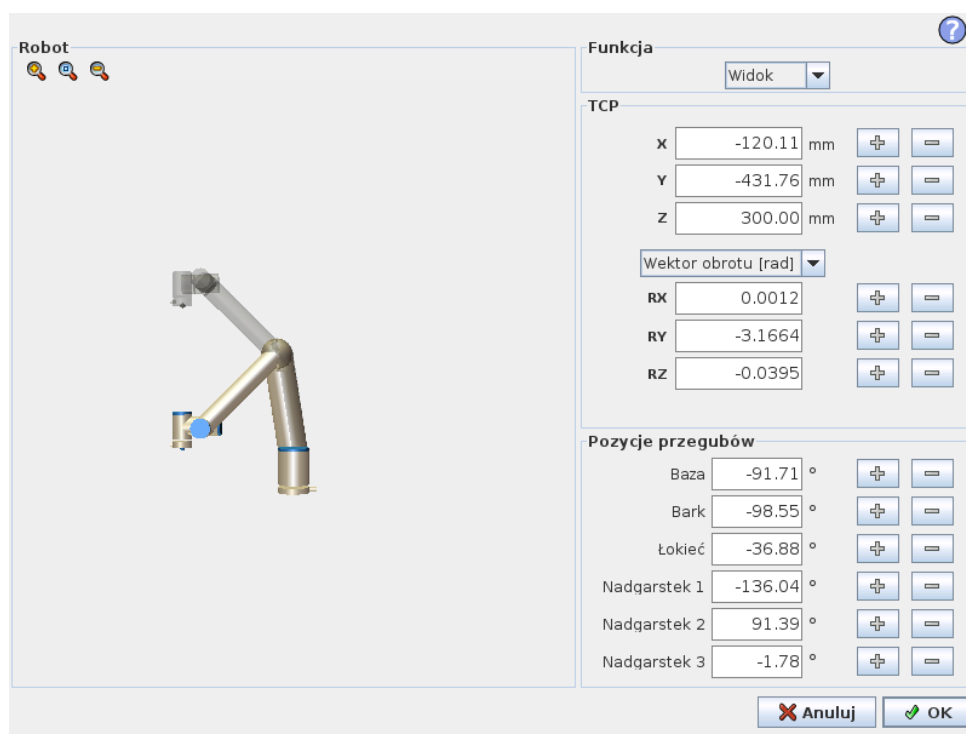 Robot
Funkcja
Widok
TCP
X -120.11 mm
Y -431.76 mm
Z 300.00 mm
Wektor obrotu [rad]
RX 0.0012
RY -3.1664
RZ -0.0395
Pozycje przegubów
Baza -91.71 °
Bark -98.55 °
Łokieć -36.88 °
Nadgarstek 1 -136.04 °
Nadgarstek 2 91.39 °
Nadgarstek 3 -1.78 °
Anuluj OK